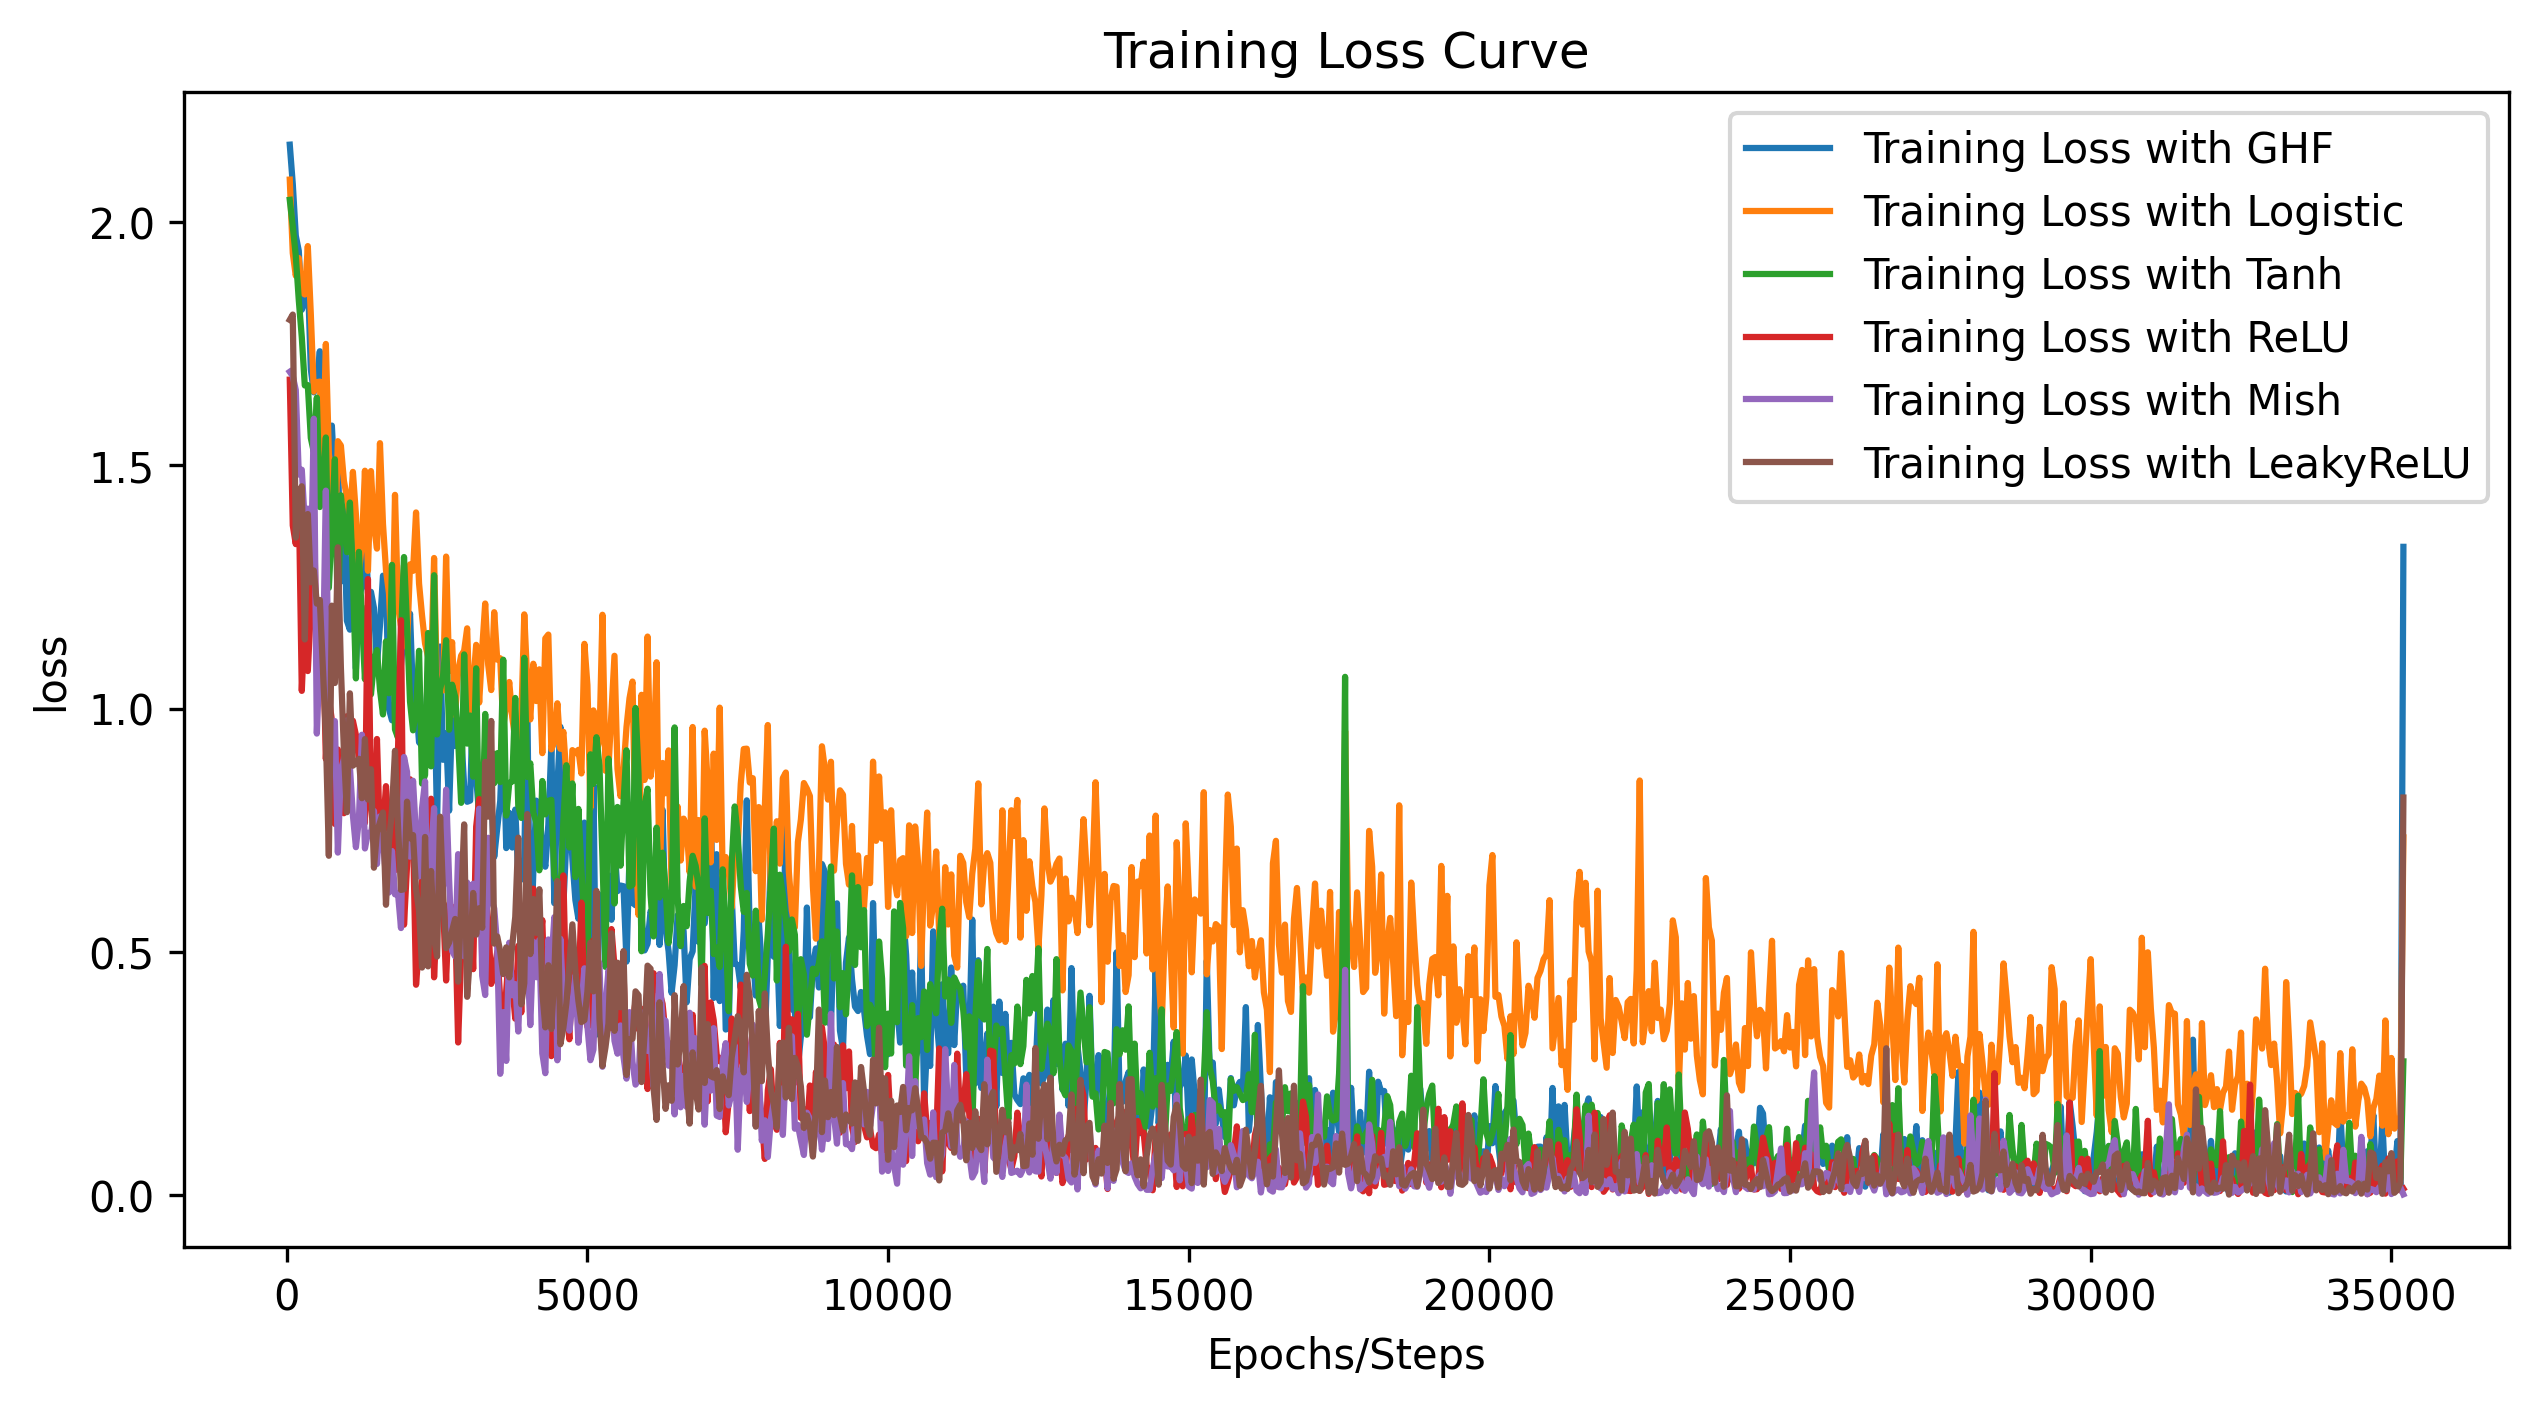 Training Loss Curve
Training Loss with GHF
Training Loss with Logistic
Training Loss with Tanh
Training Loss with ReLU
Training Loss with Mish
Training Loss with LeakyReLU
loss
2.0
1.5
1.0
0.5
0.0
0 5000 10000 15000 20000 25000 30000 35000
Epochs/Steps